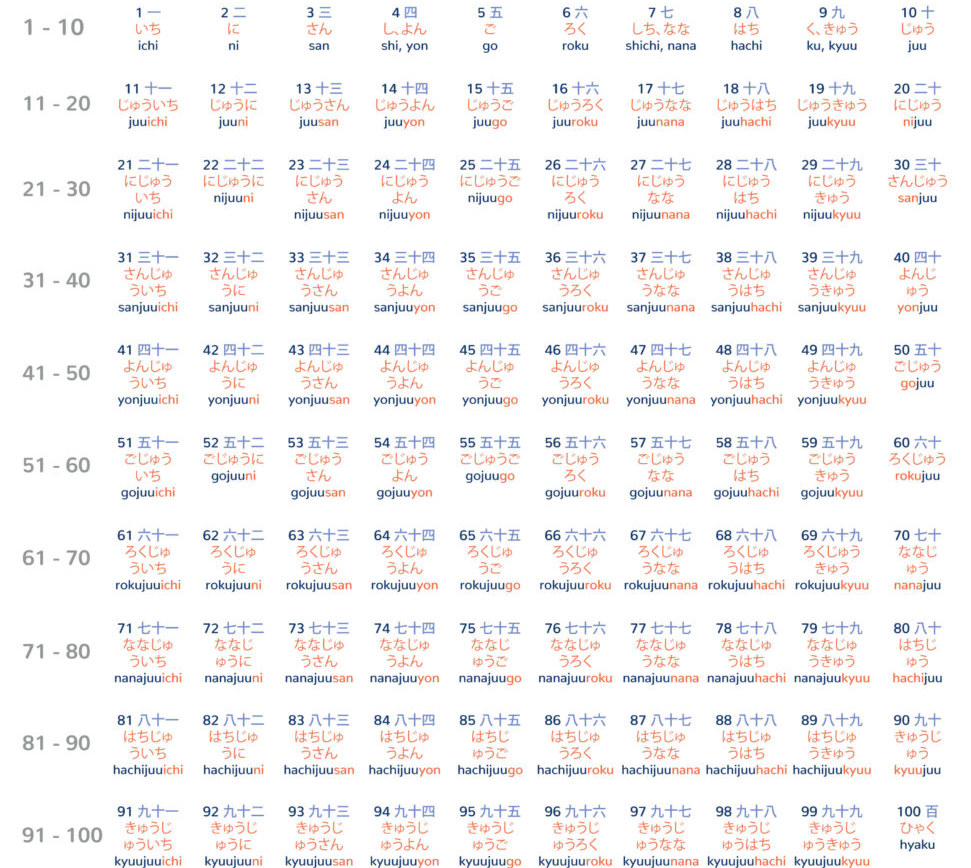 1 - 10
1 一 2 二 3 三 4 四 5 五 6 六 7 七 8 八 9 九 10 十
いち に さん し、よん ご ろく しち、なな はち く、きゅう じゅう
ichi ni san shi, yon go roku shichi, nana hachi ku, kyuu juu
11 - 20
11 十一 12 十二 13 十三 14 十四 15 十五 16 十六 17 十七 18 十八 19 十九 20 二十
じゅういち じゅうに じゅうさん じゅうよん じゅうご じゅうろく じゅうなな じゅうはち じゅうきゅう にじゅう
juuichi juuni juusan juuyon juugo juuroku juunana juuhachi juukyuu nijuu
21 - 30
21 二十一 22 二十二 23 二十三 24 二十四 25 二十五 26 二十六 27 二十七 28 二十八 29 二十九 30 三十
にじゅう にじゅうに にじゅう にじゅう にじゅうご にじゅう にじゅう にじゅう にじゅう さんじゅう
いち nijuuni さん よん nijuugo ろく なな はち きゅう sanjuu
nijuuichi nijuusan nijuuyon nijuuroku nijuunana nijuuhachi nijuukyuu
31 - 40
31 三十一 32 三十二 33 三十三 34 三十四 35 三十五 36 三十六 37 三十七 38 三十八 39 三十九 40 四十
さんじゅ さんじゅ さんじゅ さんじゅ さんじゅ さんじゅ さんじゅ さんじゅ さんじゅ よんじ
ういち うに うさん うよん うご うろく うなな うはち うきゅう ゅう
sanjuuichi sanjuuni sanjuusan sanjuuyon sanjuugo sanjuuroku sanjuunana sanjuuhachi sanjuukyuu yonjuu
41 - 50
41 四十一 42 四十二 43 四十三 44 四十四 45 四十五 46 四十六 47 四十七 48 四十八 49 四十九 50 五十
よんじゅ よんじゅ よんじゅ よんじゅ よんじゅ よんじゅ よんじゅ よんじゅ よんじゅ ごじゅう
ういち うに うさん うよん うご うろく うなな うはち うきゅう gojuu
yonjuuichi yonjuuni yonjuusan yonjuuyon yonjuugo yonjuuroku yonjuunana yonjuuhachi yonjuukyuu
51 - 60
51 五十一 52 五十二 53 五十三 54 五十四 55 五十五 56 五十六 57 五十七 58 五十八 59 五十九 60 六十
ごじゅう ごじゅうに ごじゅう ごじゅう ごじゅうご ごじゅう ごじゅう ごじゅう ごじゅう ろくじゅう
いち gojuuni さん よん gojuugo ろく なな はち きゅう rokujuu
gojuuichi gojuusan gojuuyon gojuuroku gojuunana gojuuhachi gojuukyuu
61 - 70
61 六十一 62 六十二 63 六十三 64 六十四 65 六十五 66 六十六 67 六十七 68 六十八 69 六十九 70 七十
ろくじゅ ろくじゅ ろくじゅ ろくじゅ ろくじゅ ろくじゅ ろくじゅ ろくじゅ ろくじゅう ななじ
ういち うに うさん うよん うご うろく うなな うはち きゅう ゅう
rokujuuichi rokujuuni rokujuusan rokujuuyon rokujuugo rokujuuroku rokujuunana rokujuuhachi rokujuukyuu nanajuu
71 - 80
71 七十一 72 七十二 73 七十三 74 七十四 75 七十五 76 七十六 77 七十七 78 七十八 79 七十九 80 八十
ななじゅ ななじ ななじゅ ななじゅ ななじ ななじゅ ななじゅ ななじゅ ななじゅ はちじ
ういち ゅうに うさん うよん ゅうご うろく うなな うはち うきゅう ゅう
nanajuuichi nanajuuni nanajuusan nanajuuyon nanajuugo nanajuuroku nanajuunana nanajuuhachi nanajuukyuu hachijuu
81 - 90
81 八十一 82 八十二 83 八十三 84 八十四 85 八十五 86 八十六 87 八十七 88 八十八 89 八十九 90 九十
はちじゅ はちじゅ はちじゅ はちじゅ はちじ はちじゅ はちじゅ はちじゅ はちじゅ きゅうじ
ういち うに うさん うよん ゅうご うろく うなな うはち うきゅう ゅう
hachijuuichi hachijuuni hachijuusan hachijuuyon hachijuugo hachijuuroku hachijuunana hachijuuhachi hachijuukyuu kyuujuu
91 - 100
91 九十一 92 九十二 93 九十三 94 九十四 95 九十五 96 九十六 97 九十七 98 九十八 99 九十九 100 百
きゅうじ きゅうじ きゅうじ きゅうじ きゅうじ きゅうじ きゅうじ きゅうじ きゅうじ ひゃく
ゅういち ゅうに ゅうさん ゅうよん ゅうご ゅうろく ゅうなな ゅうはち ゅうきゅう hyaku
kyuujuuichi kyuujuuni kyuujuusan kyuujuuyon kyuujuugo kyuujuuroku kyuujuunana kyuujuuhachi kyuujuukyuu